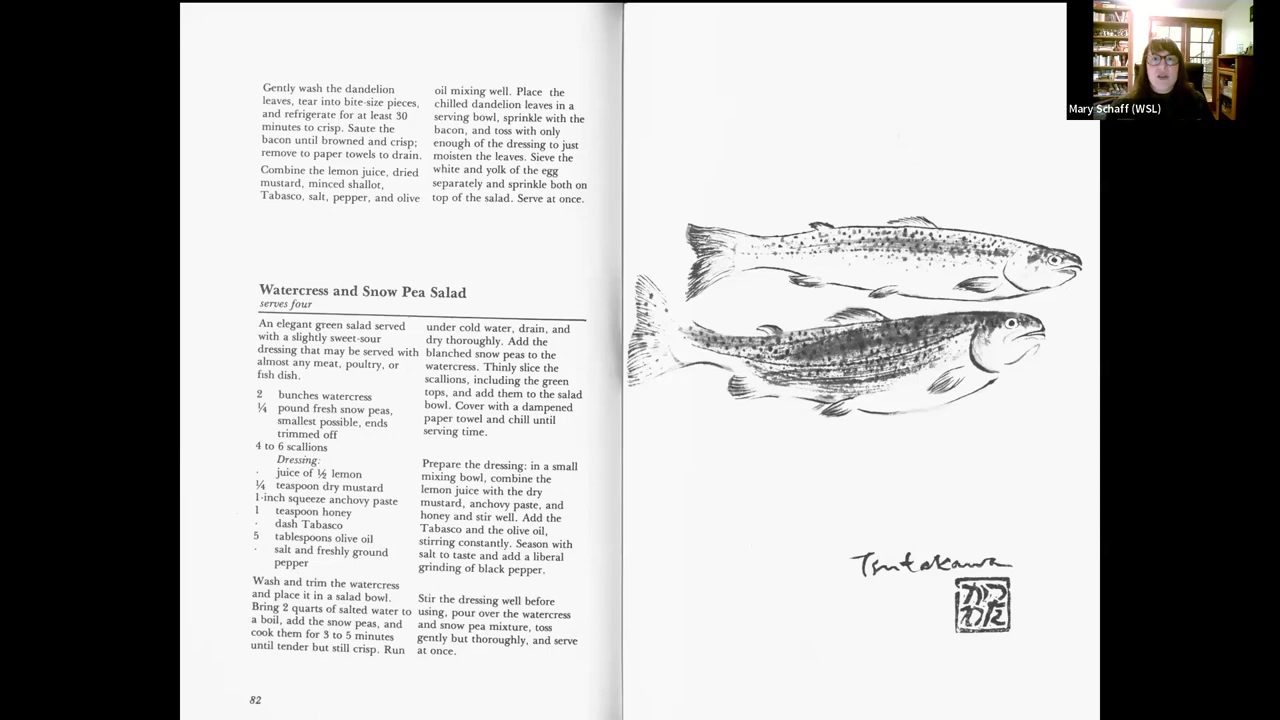 Gently wash the dandelion
leaves, tear into bite-size pieces,
and refrigerate for at least 30
minutes to crisp. Saute the
bacon until browned and crisp;
remove to paper towels to drain.
Combine the lemon juice, dried
mustard, minced shallot,
Tabasco, salt, pepper, and olive
oil mixing well. Place the
chilled dandelion leaves in a
serving bowl, sprinkle with the
bacon, and toss with only
enough of the dressing to just
moisten the leaves. Sieve the
white and yolk of the egg
separately and sprinkle both on
top of the salad. Serve at once.
Watercress and Snow Pea Salad
serves four
An elegant green salad served
with a slightly sweet-sour
dressing that may be served with
almost any meat, poultry, or
fish dish.
2 bunches watercress
¼ pound fresh snow peas,
smallest possible, ends
trimmed off
4 to 6 scallions
Dressing:
· juice of ½ lemon
¼ teaspoon dry mustard
1-inch squeeze anchovy paste
1 teaspoon honey
· dash Tabasco
5 tablespoons olive oil
· salt and freshly ground
pepper
Wash and trim the watercress
and place it in a salad bowl.
Bring 2 quarts of salted water to
a boil, add the snow peas, and
cook them for 3 to 5 minutes
until tender but still crisp. Run
under cold water, drain, and
dry thoroughly. Add the
blanched snow peas to the
watercress. Thinly slice the
scallions, including the green
tops, and add them to the salad
bowl. Cover with a dampened
paper towel and chill until
serving time.
Prepare the dressing: in a small
mixing bowl, combine the
lemon juice with the dry
mustard, anchovy paste, and
honey and stir well. Add the
Tabasco and the olive oil,
stirring constantly. Season with
salt to taste and add a liberal
grinding of black pepper.
Stir the dressing well before
using, pour over the watercress
and snow pea mixture, toss
gently but thoroughly, and serve
at once.
82
Tsutakawa
つた
かわ
Mary Schaff (WSL)